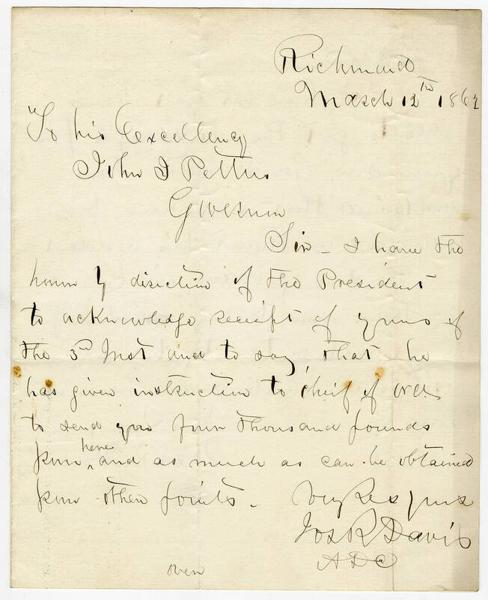 Richmond
March 12th 1862
"To his Excellency
John J Pettus
Governor
Sir - I have the
honor by direction of the President
to acknowledge receipt of yours of
the 5th Inst and to say that he
has given instruction to chief of ord
to send you four thousand pounds
from here and as much as can be obtained
from other points. Very Resp yours
Jos R Davis
ADC
over